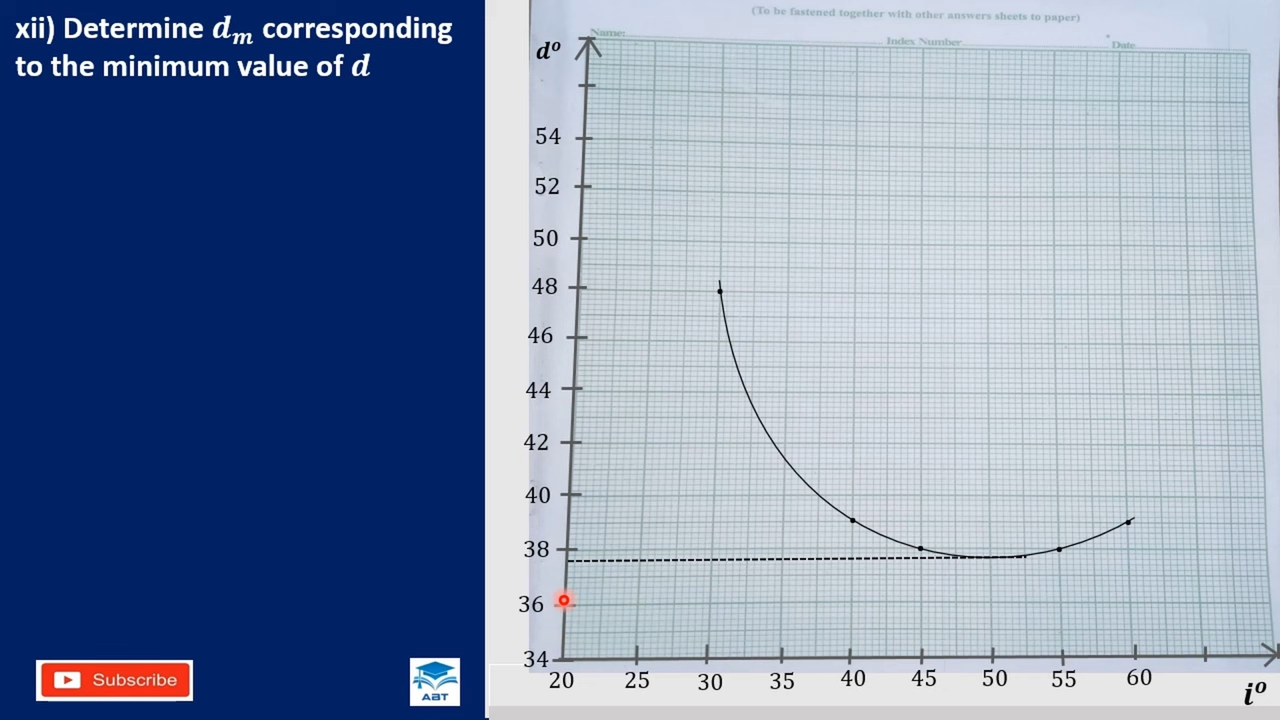 xii) Determine dₘ corresponding
to the minimum value of d
(To be fastened together with other answers sheets to paper)
Name:
Index Number
Date
d°
54
52
50
48
46
44
42
40
38
36
34
20 25 30 35 40 45 50 55 60
i°
Subscribe
ABT